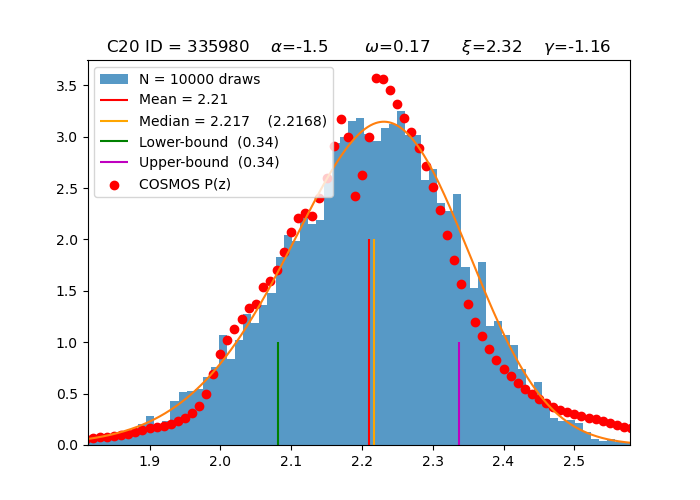 C20 ID = 335980    α=-1.5    ω=0.17    ξ=2.32    γ=-1.16
N = 10000 draws
Mean = 2.21
Median = 2.217    (2.2168)
Lower-bound  (0.34)
Upper-bound  (0.34)
COSMOS P(z)
3.5
3.0
2.5
2.0
1.5
1.0
0.5
0.0
1.9    2.0    2.1    2.2    2.3    2.4    2.5